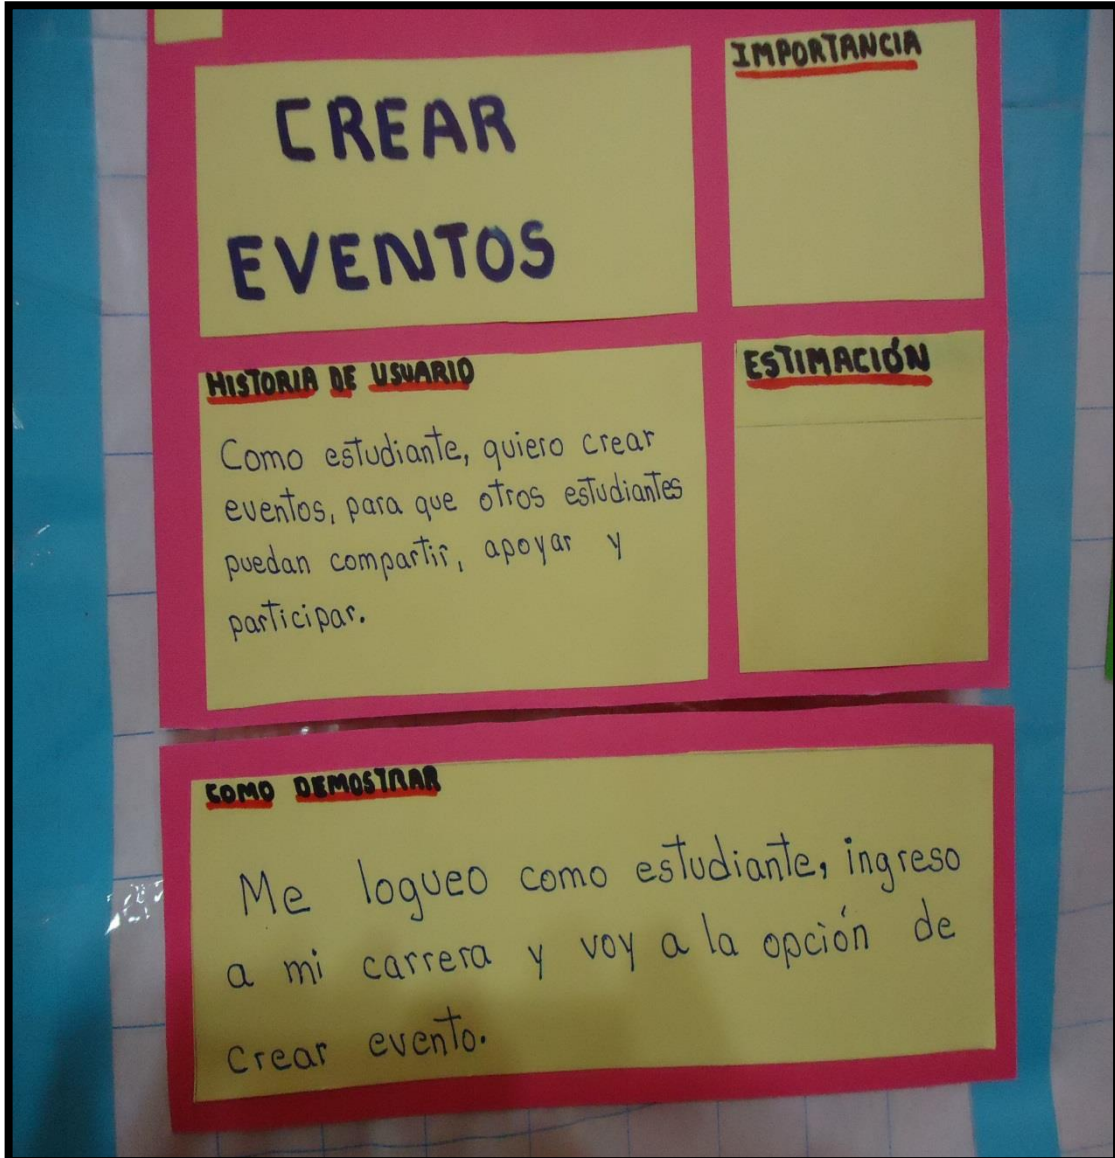 CREAR
EVENTOS
IMPORTANCIA
HISTORIA DE USUARIO
Como estudiante, quiero crear
eventos, para que otros estudiantes
puedan compartir, apoyar y
participar.
ESTIMACIÓN
COMO DEMOSTRAR
Me logueo como estudiante, ingreso
a mi carrera y voy a la opción de
crear evento.